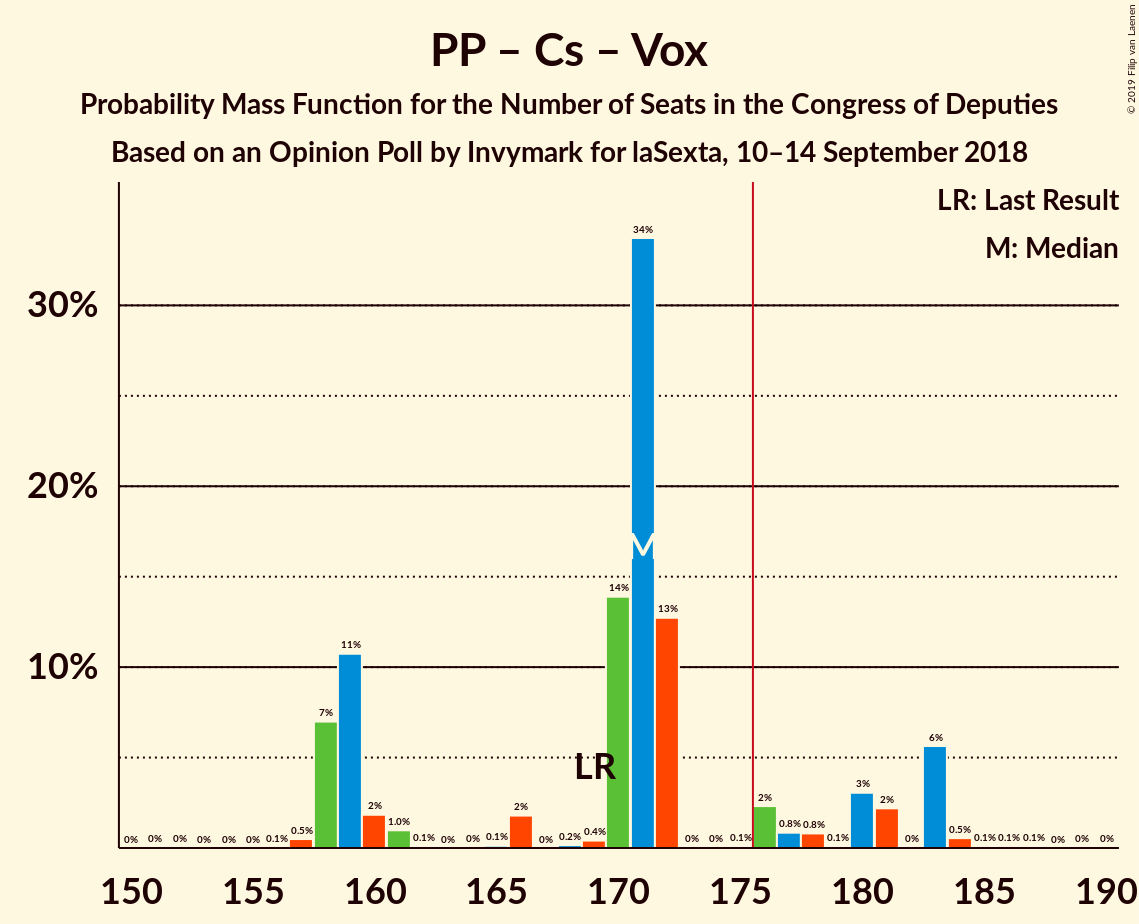 © 2019 Filip van Laenen
PP – Cs – Vox
Probability Mass Function for the Number of Seats in the Congress of Deputies
Based on an Opinion Poll by Invymark for laSexta, 10–14 September 2018
LR: Last Result
M: Median
30%
20%
10%
0% 0% 0% 0% 0% 0% 0.1% 0.5% 7% 11% 2% 1.0% 0.1% 0% 0% 0.1% 2% 0% 0.2% 0.4% 14% 34% 13% 0% 0% 0.1% 2% 0.8% 0.8% 0.1% 3% 2% 0% 6% 0.5% 0.1% 0.1% 0.1% 0% 0% 0%
LR
M
150 155 160 165 170 175 180 185 190